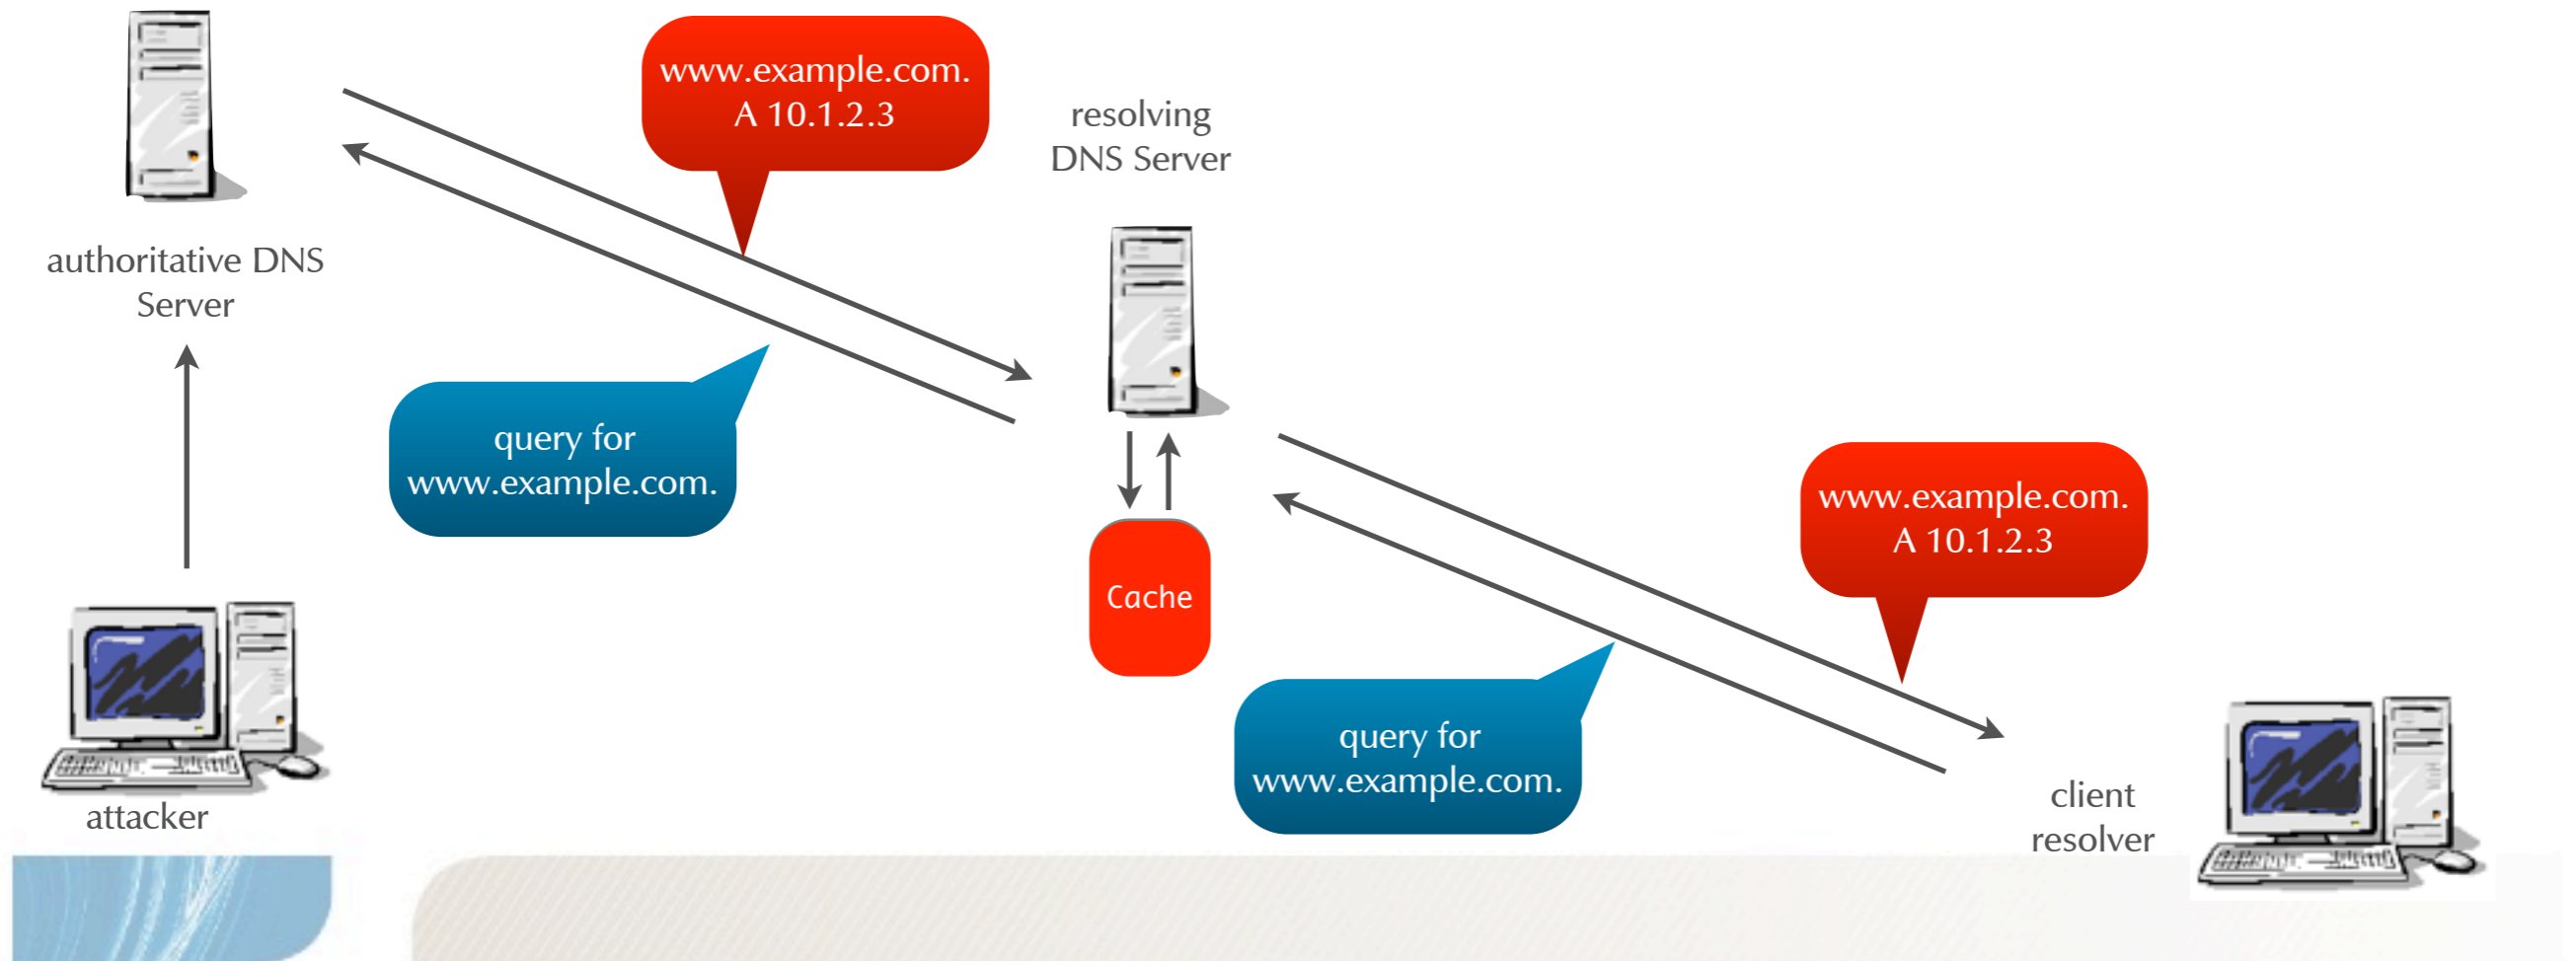 www.example.com.
A 10.1.2.3
resolving
DNS Server
authoritative DNS
Server
query for
www.example.com.
www.example.com.
A 10.1.2.3
Cache
query for
www.example.com.
attacker
client
resolver